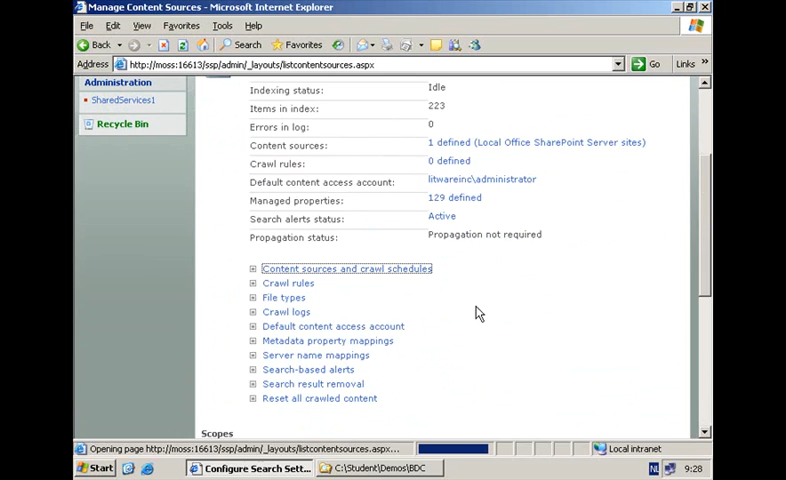 Manage Content Sources - Microsoft Internet Explorer
File Edit View Favorites Tools Help
Back Search Favorites
Address http://moss:16613/ssp/admin/_layouts/listcontentsources.aspx Go Links »
Administration
SharedServices1
Recycle Bin
Indexing status: Idle
Items in index: 223
Errors in log: 0
Content sources: 1 defined (Local Office SharePoint Server sites)
Crawl rules: 0 defined
Default content access account: litwareinc\administrator
Managed properties: 129 defined
Search alerts status: Active
Propagation status: Propagation not required
Content sources and crawl schedules
Crawl rules
File types
Crawl logs
Default content access account
Metadata property mappings
Server name mappings
Search-based alerts
Search result removal
Reset all crawled content
Scopes
Opening page http://moss:16613/ssp/admin/_layouts/listcontentsources.aspx... Local intranet
Start Configure Search Sett... C:\Student\Demos\BDC NL 9:28